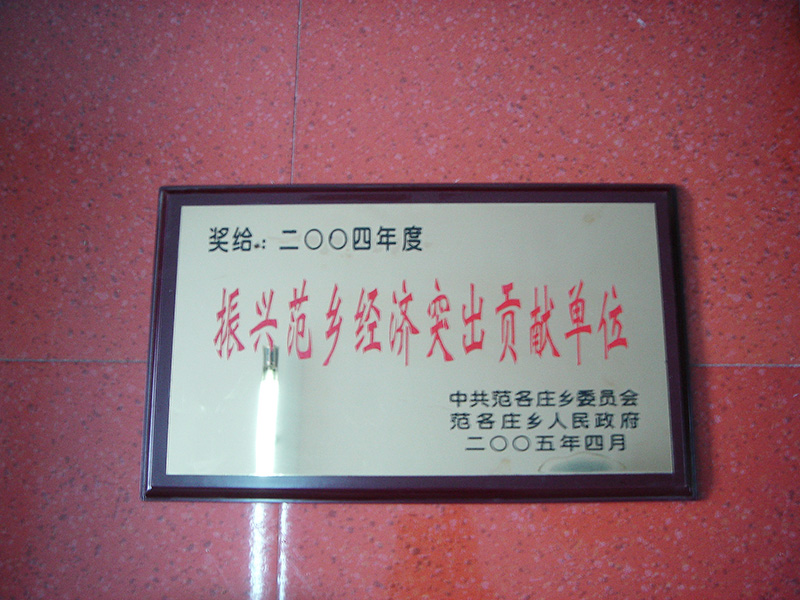 奖给：二〇〇四年度
振兴范乡经济突出贡献单位
中共范各庄乡委员会
范各庄乡人民政府
二〇〇五年四月